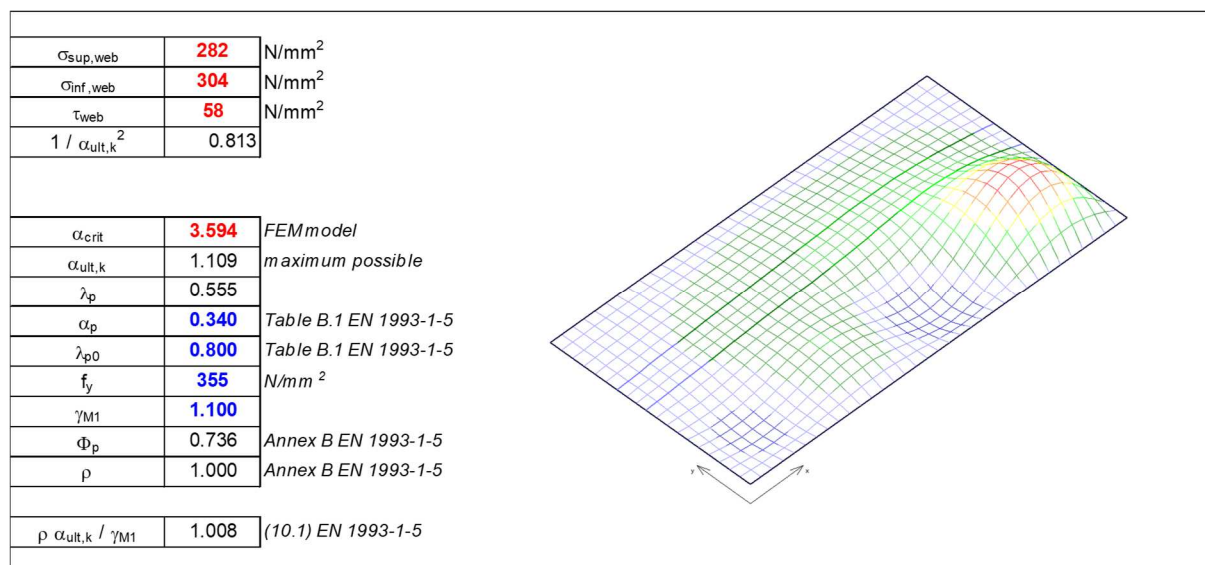 σsup,web 282 N/mm²
σinf,web 304 N/mm²
τweb 58 N/mm²
1 / αult,k² 0.813
αcrit 3.594 FEM model
αult,k 1.109 maximum possible
λp 0.555
αp 0.340 Table B.1 EN 1993-1-5
λp0 0.800 Table B.1 EN 1993-1-5
fy 355 N/mm ²
γM1 1.100
Φp 0.736 Annex B EN 1993-1-5
ρ 1.000 Annex B EN 1993-1-5
ρ αult,k / γM1 1.008 (10.1) EN 1993-1-5
y x